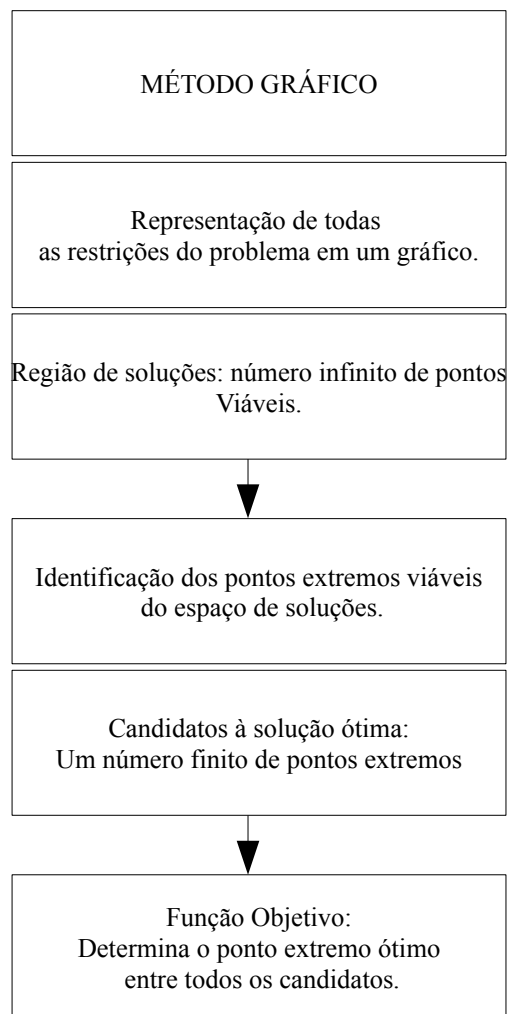 MÉTODO GRÁFICO
Representação de todas
as restrições do problema em um gráfico.
Região de soluções: número infinito de pontos
Viáveis.
Identificação dos pontos extremos viáveis
do espaço de soluções.
Candidatos à solução ótima:
Um número finito de pontos extremos
Função Objetivo:
Determina o ponto extremo ótimo
entre todos os candidatos.